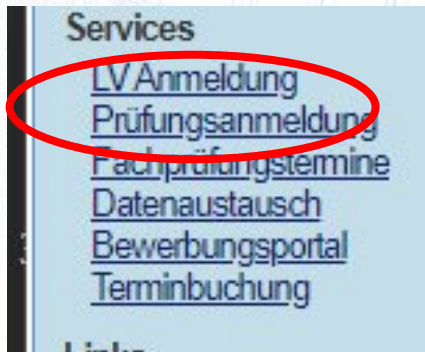 Services
LV Anmeldung
Prüfungsanmeldung
Fachprüfungstermine
Datenaustausch
Bewerbungsportal
Terminbuchung